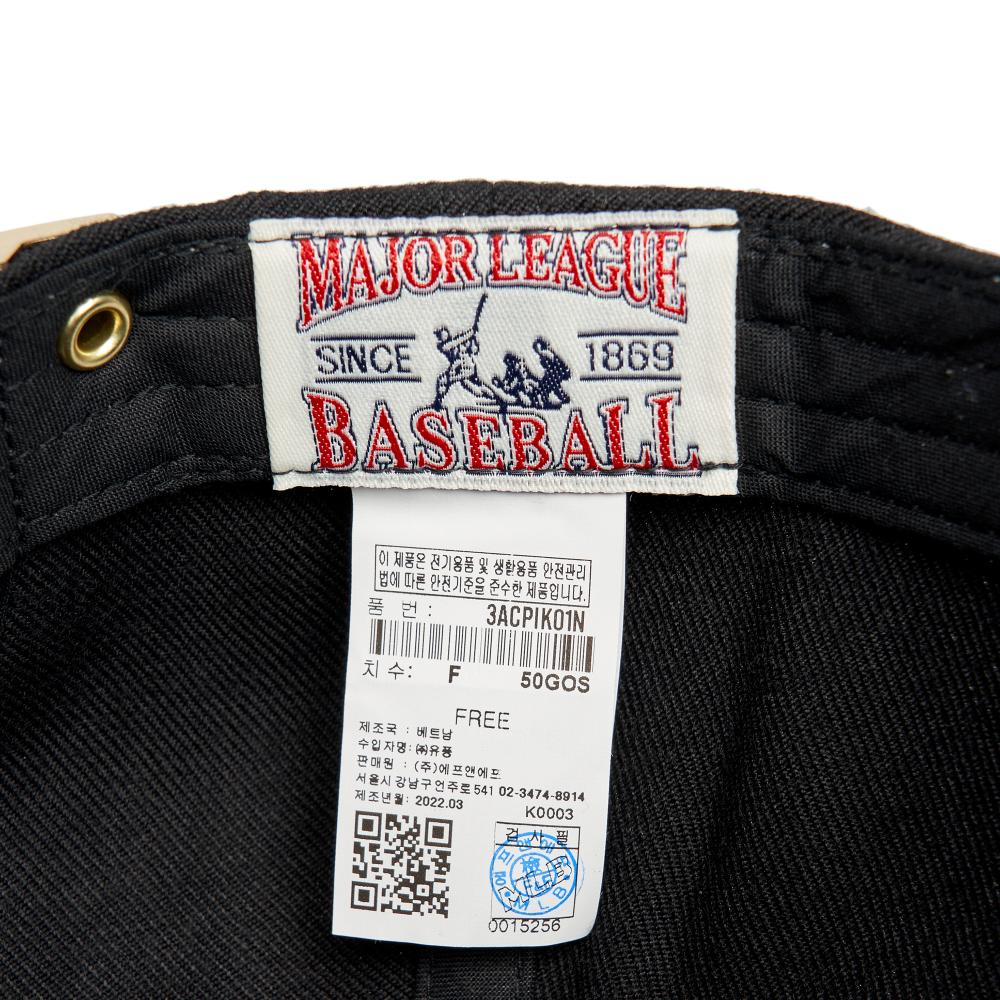 MAJOR LEAGUE
SINCE 1869
BASEBALL
이 제품은 전기용품 및 생활용품 안전관리
법에 따른 안전기준을 준수한 제품입니다.
품 번 : 3ACPIK01N
치 수: F 50GOS
FREE
제조국 : 베트남
수입자명: ㈜유풍
판매원 : (주)에프앤에프
서울시강남구언주로541 02-3474-8914
제조년월: 2022.03
K0003
검 사 필
MLB
0015256